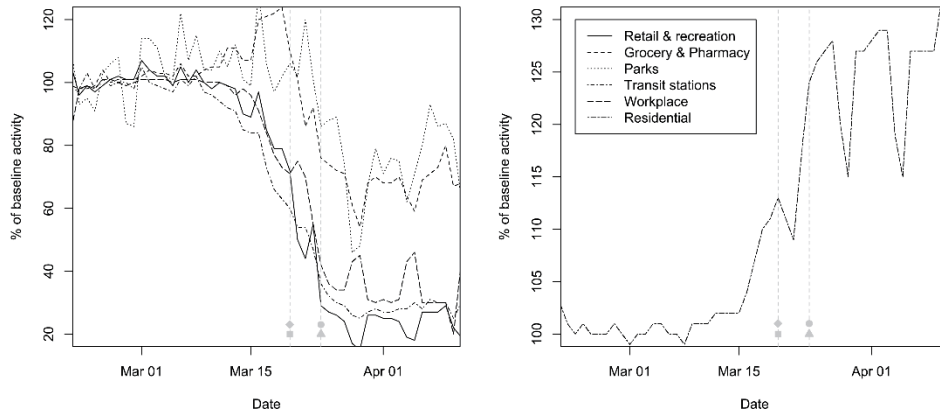 % of baseline activity
120
100
80
60
40
20
Mar 01
Mar 15
Apr 01
Date
% of baseline activity
130
125
120
115
110
105
100
Retail & recreation
Grocery & Pharmacy
Parks
Transit stations
Workplace
Residential
Mar 01
Mar 15
Apr 01
Date